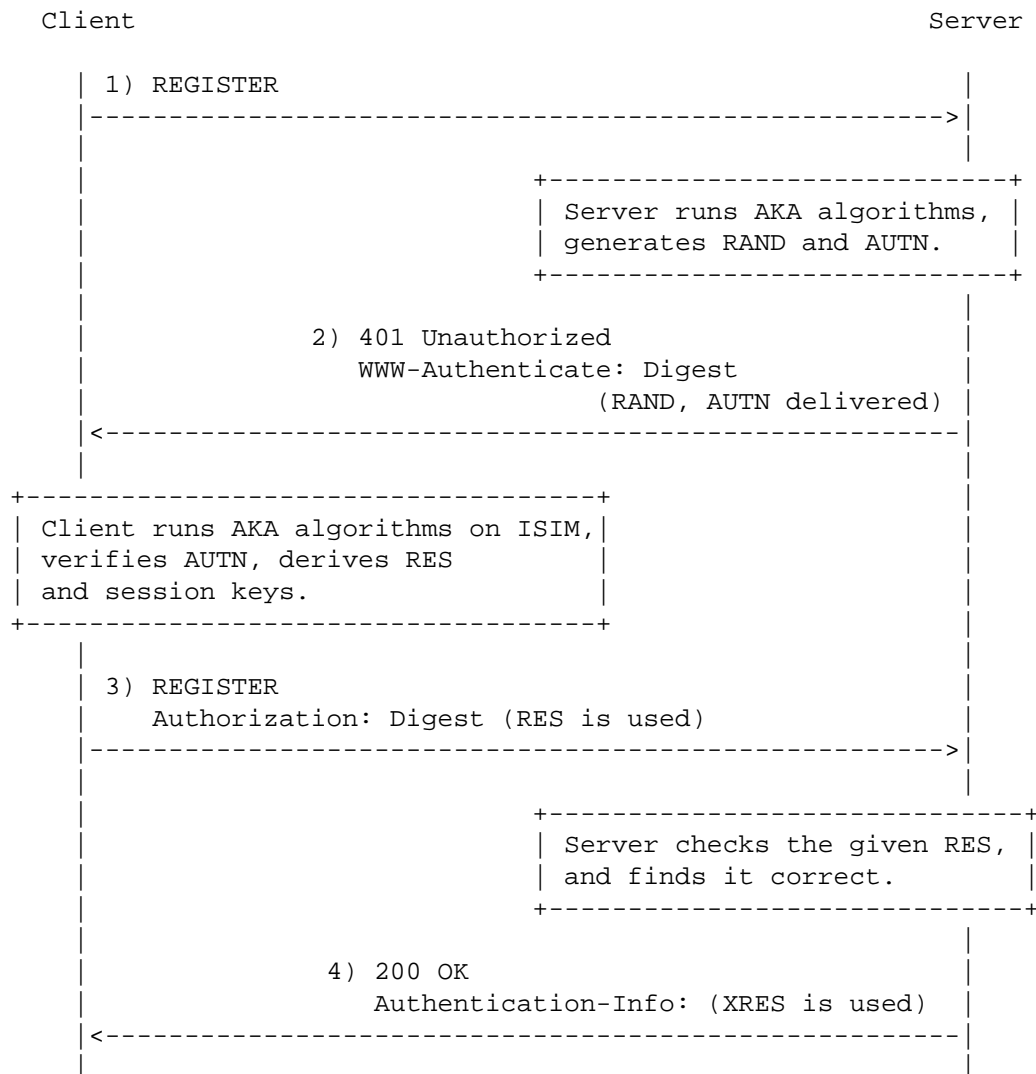 Client Server
1) REGISTER
Server runs AKA algorithms,
generates RAND and AUTN.
2) 401 Unauthorized
WWW-Authenticate: Digest
(RAND, AUTN delivered)
Client runs AKA algorithms on ISIM,
verifies AUTN, derives RES
and session keys.
3) REGISTER
Authorization: Digest (RES is used)
Server checks the given RES,
and finds it correct.
4) 200 OK
Authentication-Info: (XRES is used)